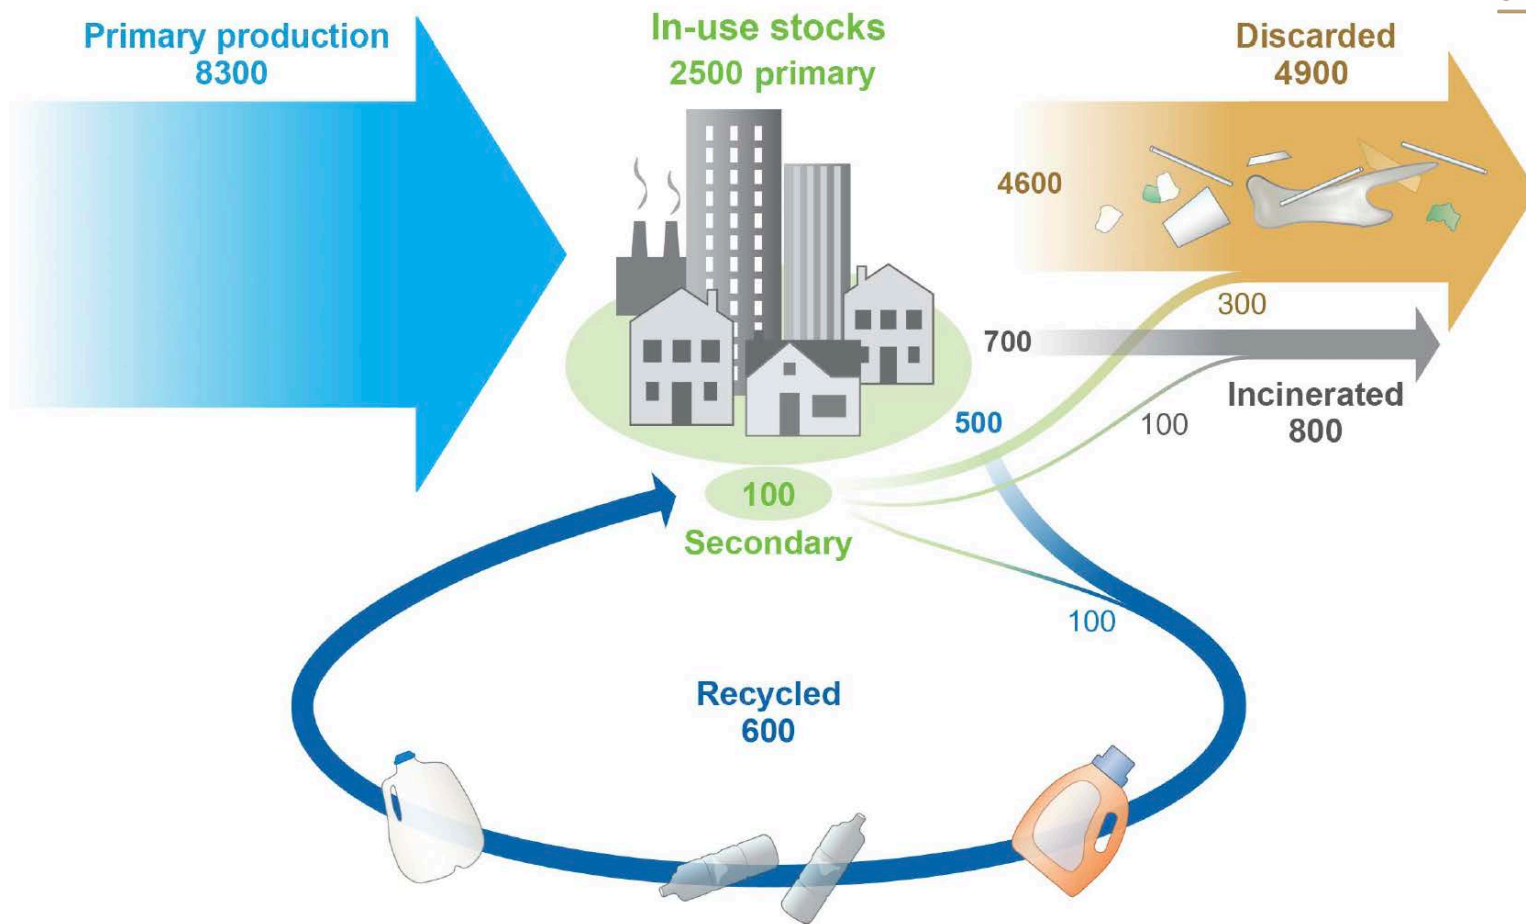 Primary production
8300
In-use stocks
2500 primary
Discarded
4900
4600
300
700
Incinerated
800
100
500
100
Secondary
100
Recycled
600